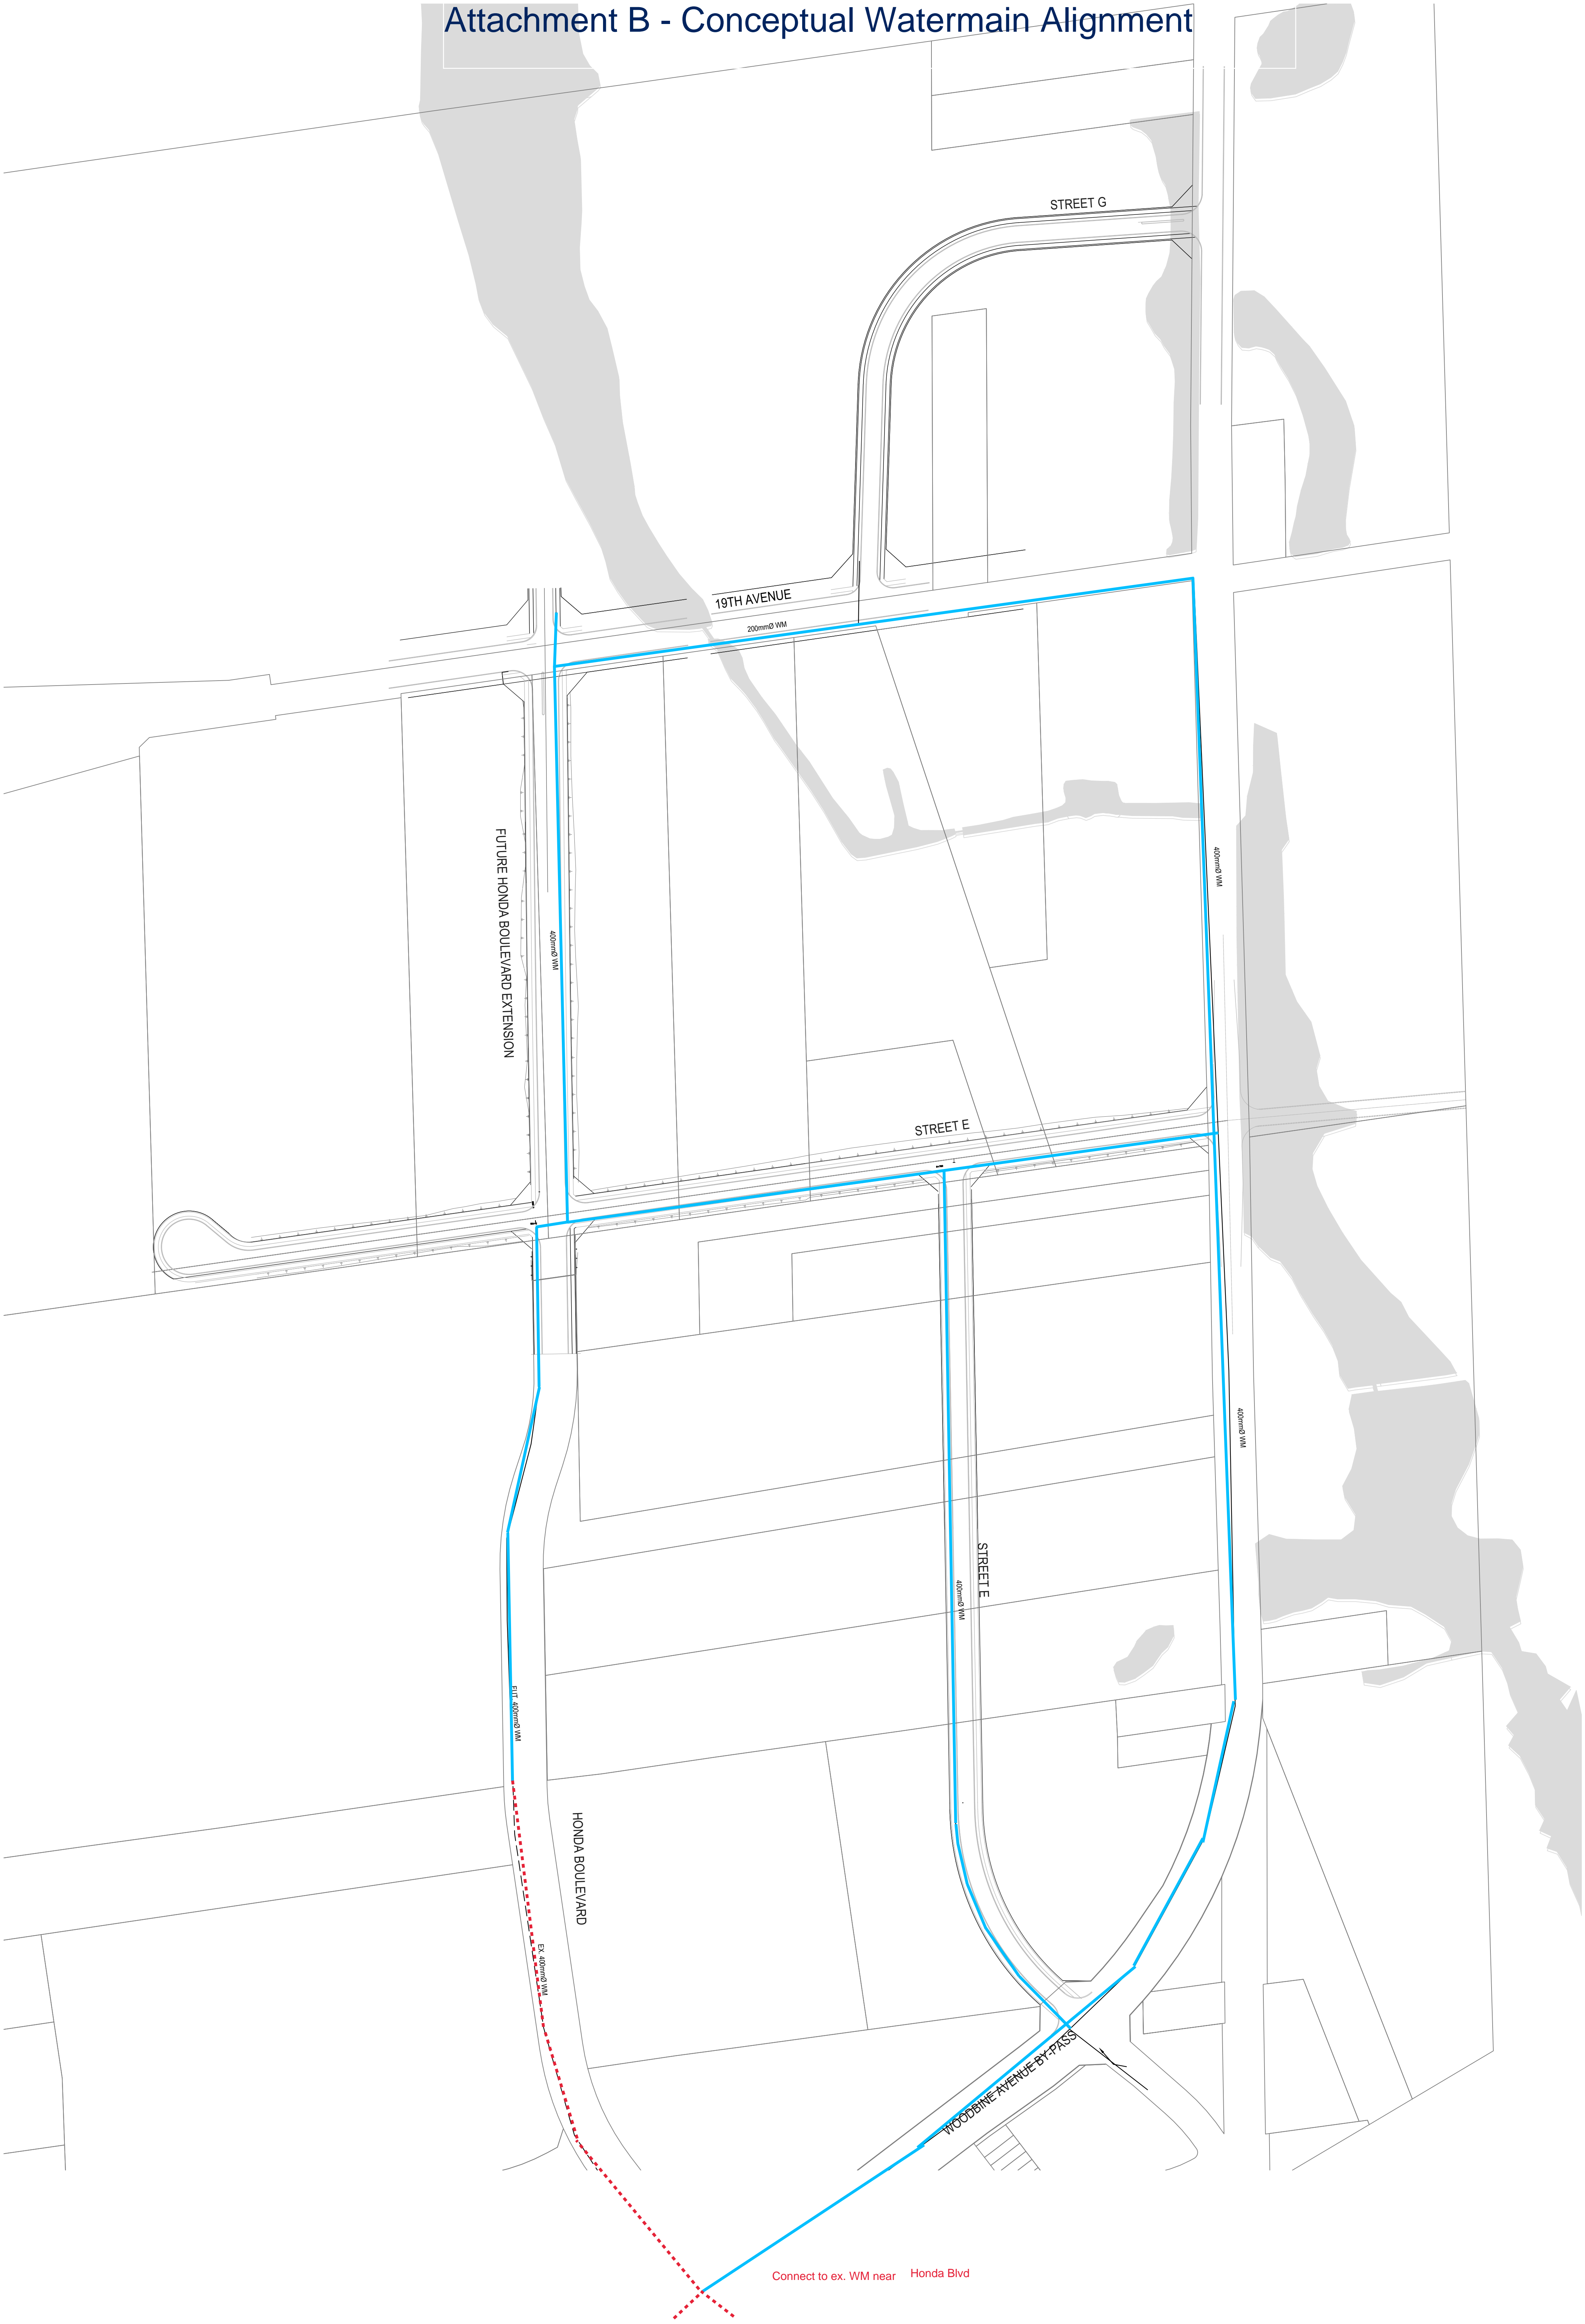 Attachment B - Conceptual Watermain Alignment
STREET G
19TH AVENUE
200mmØ WM
400mmØ WM
FUTURE HONDA BOULEVARD EXTENSION
400mmØ WM
STREET E
400mmØ WM
STREET E
400mmØ WM
FUT. 400mmØ WM
HONDA BOULEVARD
EX. 400mmØ WM
WOODBINE AVENUE BY-PASS
Connect to ex. WM near Honda Blvd